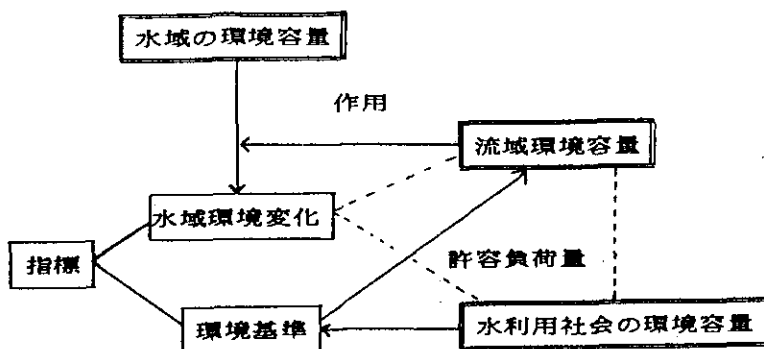 水域の環境容量
作用
流域環境容量
水域環境変化
指標
許容負荷量
環境基準
水利用社会の環境容量